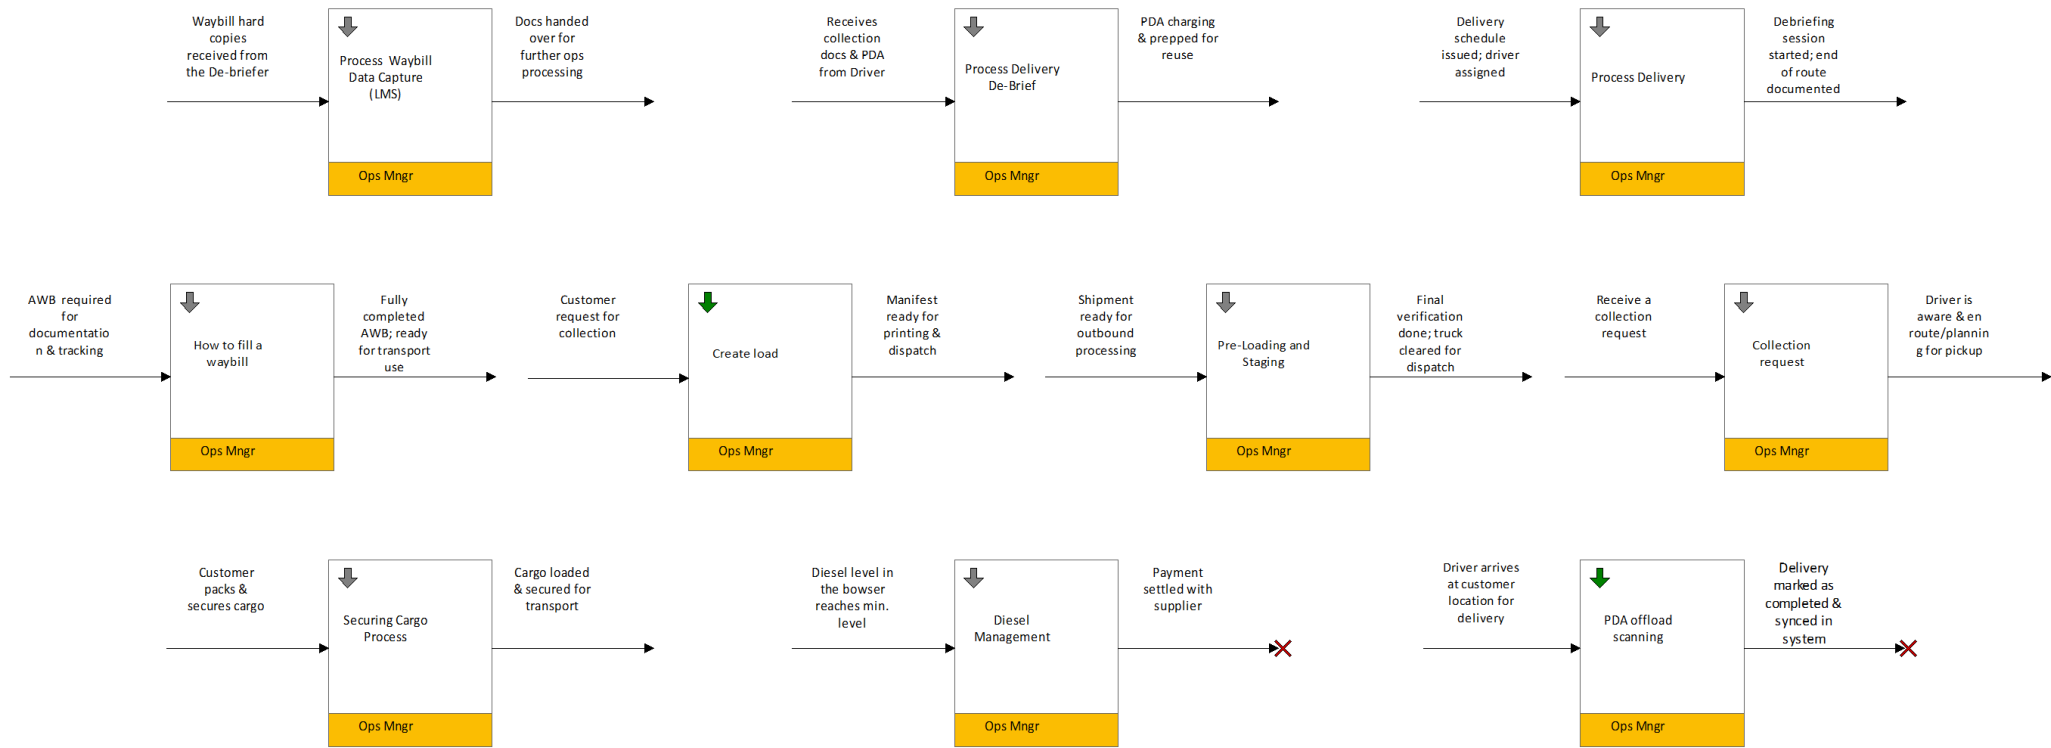 Waybill hard
copies
received from
the De-briefer
Process Waybill
Data Capture
(LMS)
Ops Mngr
Docs handed
over for
further ops
processing
Receives
collection
docs & PDA
from Driver
Process Delivery
De-Brief
Ops Mngr
PDA charging
& prepped for
reuse
Delivery
schedule
issued; driver
assigned
Process Delivery
Ops Mngr
Debriefing
session
started; end
of route
documented
AWB required
for
documentatio
n & tracking
How to fill a
waybill
Ops Mngr
Fully
completed
AWB; ready
for transport
use
Customer
request for
collection
Create load
Ops Mngr
Manifest
ready for
printing &
dispatch
Shipment
ready for
outbound
processing
Pre-Loading and
Staging
Ops Mngr
Final
verification
done; truck
cleared for
dispatch
Receive a
collection
request
Collection
request
Ops Mngr
Driver is
aware & en
route/plannin
g for pickup
Customer
packs &
secures cargo
Securing Cargo
Process
Ops Mngr
Cargo loaded
& secured for
transport
Diesel level in
the bowser
reaches min.
level
Diesel
Management
Ops Mngr
Payment
settled with
supplier
Driver arrives
at customer
location for
delivery
PDA offload
scanning
Ops Mngr
Delivery
marked as
completed &
synced in
system